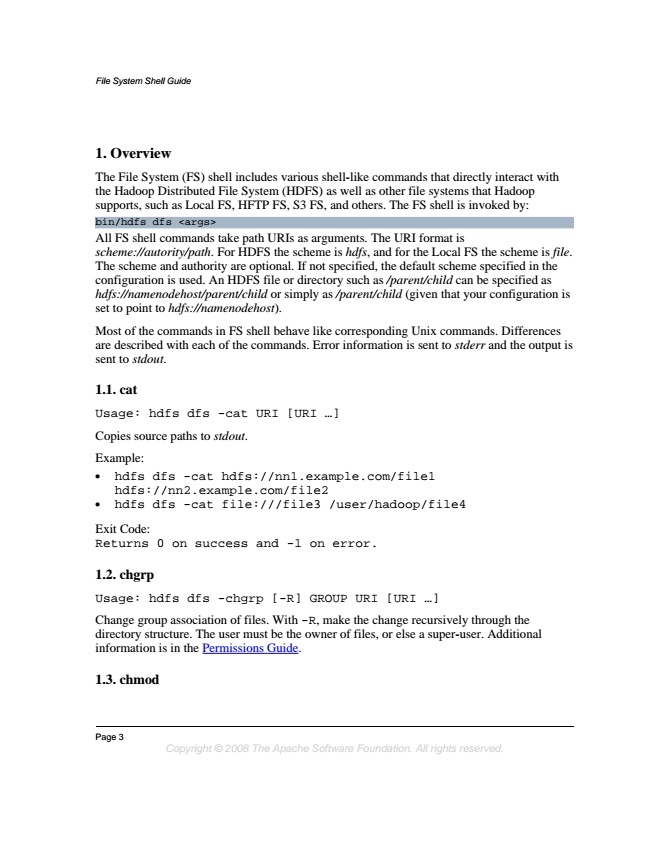 File System Shell Guide
1. Overview
The File System (FS) shell includes various shell-like commands that directly interact with
the Hadoop Distributed File System (HDFS) as well as other file systems that Hadoop
supports, such as Local FS, HFTP FS, S3 FS, and others. The FS shell is invoked by:
bin/hdfs dfs <args>
All FS shell commands take path URIs as arguments. The URI format is
scheme://autority/path. For HDFS the scheme is hdfs, and for the Local FS the scheme is file.
The scheme and authority are optional. If not specified, the default scheme specified in the
configuration is used. An HDFS file or directory such as /parent/child can be specified as
hdfs://namenodehost/parent/child or simply as /parent/child (given that your configuration is
set to point to hdfs://namenodehost).
Most of the commands in FS shell behave like corresponding Unix commands. Differences
are described with each of the commands. Error information is sent to stderr and the output is
sent to stdout.
1.1. cat
Usage: hdfs dfs -cat URI [URI …]
Copies source paths to stdout.
Example:
• hdfs dfs -cat hdfs://nn1.example.com/file1
hdfs://nn2.example.com/file2
• hdfs dfs -cat file:///file3 /user/hadoop/file4
Exit Code:
Returns 0 on success and -1 on error.
1.2. chgrp
Usage: hdfs dfs -chgrp [-R] GROUP URI [URI …]
Change group association of files. With -R, make the change recursively through the
directory structure. The user must be the owner of files, or else a super-user. Additional
information is in the Permissions Guide.
1.3. chmod
Page 3
Copyright © 2008 The Apache Software Foundation. All rights reserved.